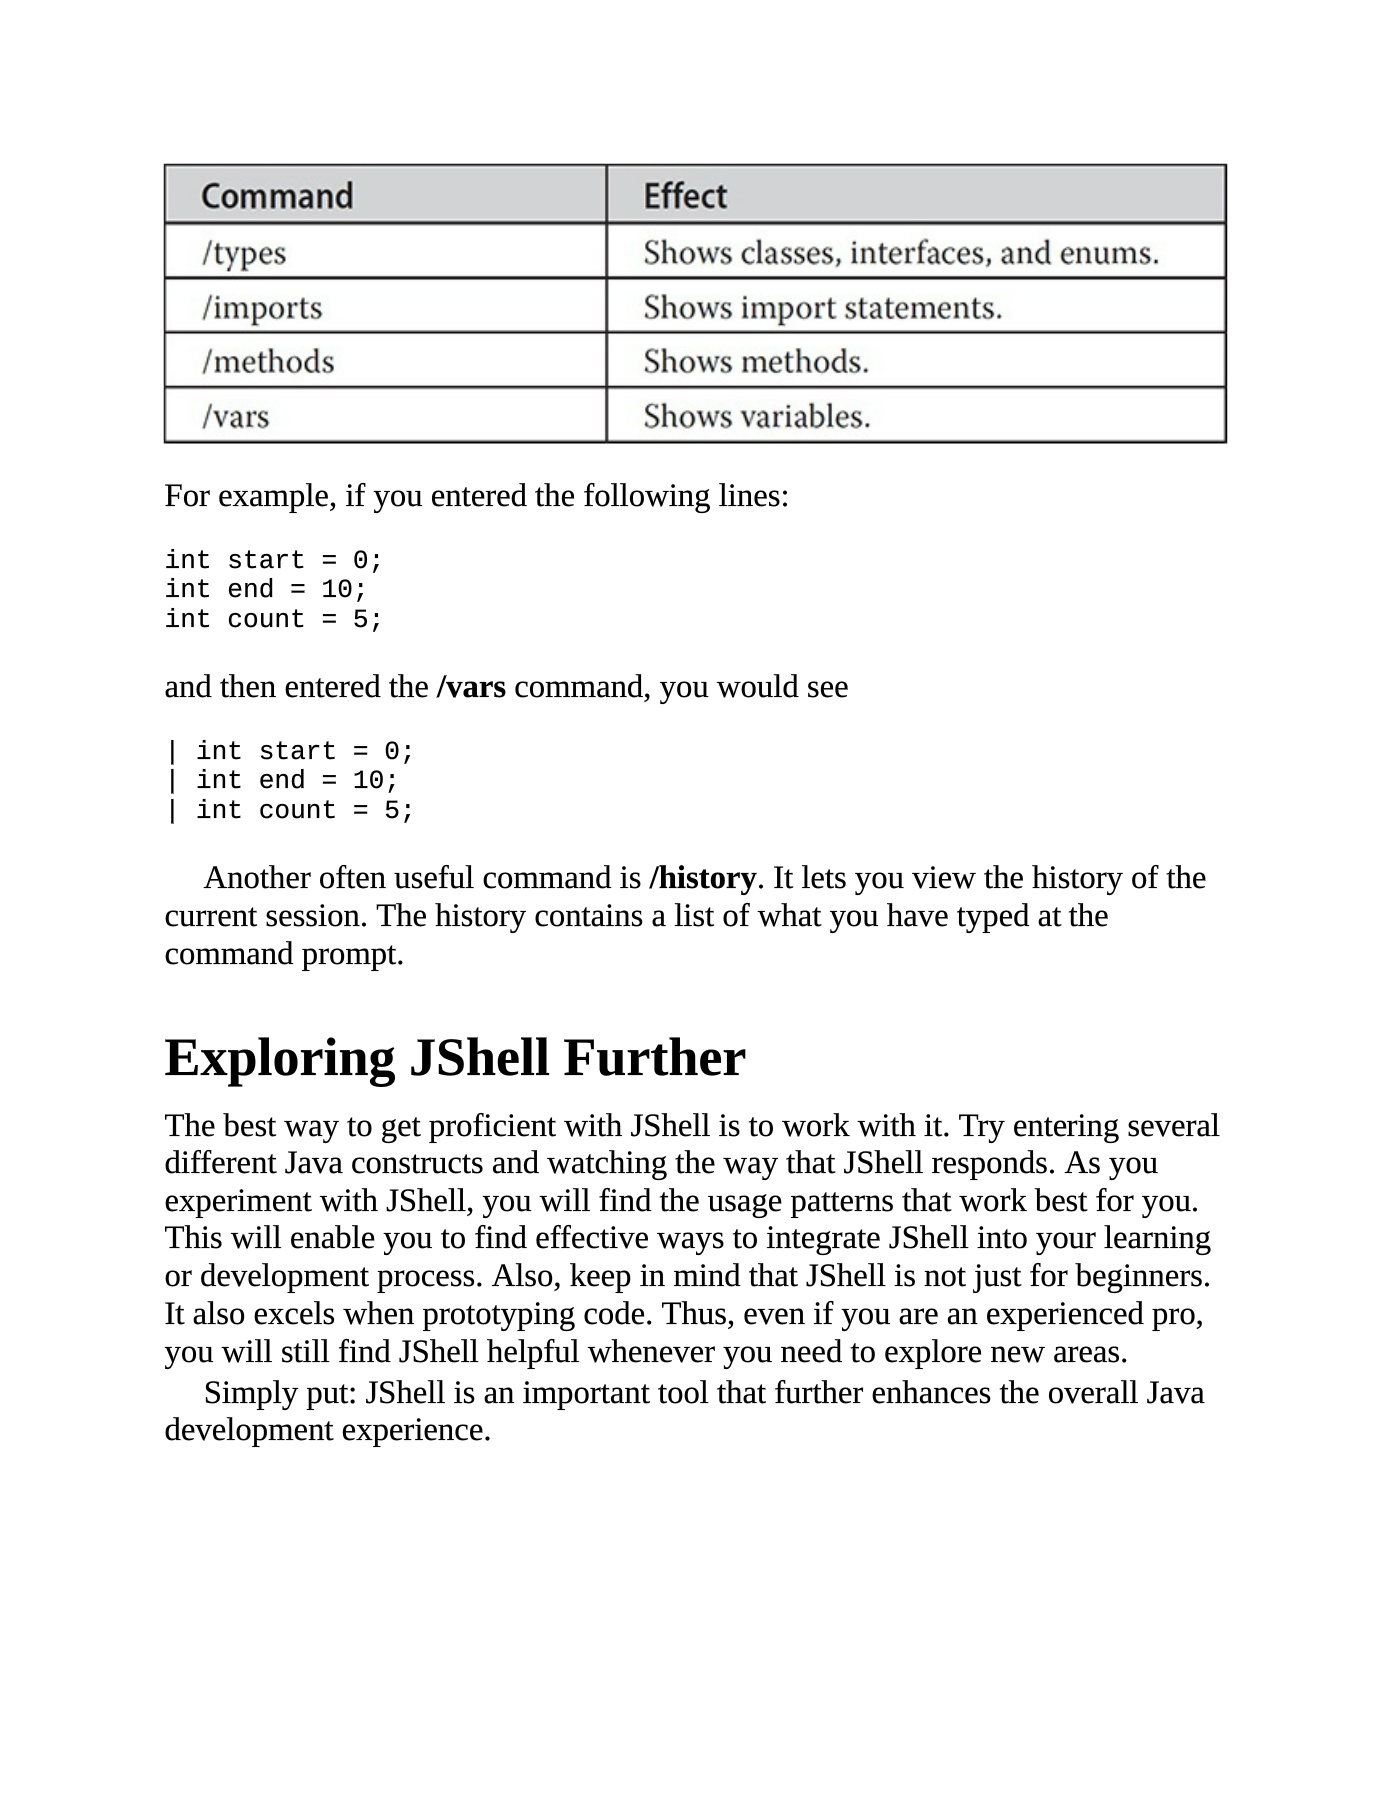 Command Effect
/types Shows classes, interfaces, and enums.
/imports Shows import statements.
/methods Shows methods.
/vars Shows variables.
For example, if you entered the following lines:
int start = 0;
int end = 10;
int count = 5;
and then entered the /vars command, you would see
| int start = 0;
| int end = 10;
| int count = 5;
Another often useful command is /history. It lets you view the history of the
current session. The history contains a list of what you have typed at the
command prompt.
Exploring JShell Further
The best way to get proficient with JShell is to work with it. Try entering several
different Java constructs and watching the way that JShell responds. As you
experiment with JShell, you will find the usage patterns that work best for you.
This will enable you to find effective ways to integrate JShell into your learning
or development process. Also, keep in mind that JShell is not just for beginners.
It also excels when prototyping code. Thus, even if you are an experienced pro,
you will still find JShell helpful whenever you need to explore new areas.
Simply put: JShell is an important tool that further enhances the overall Java
development experience.